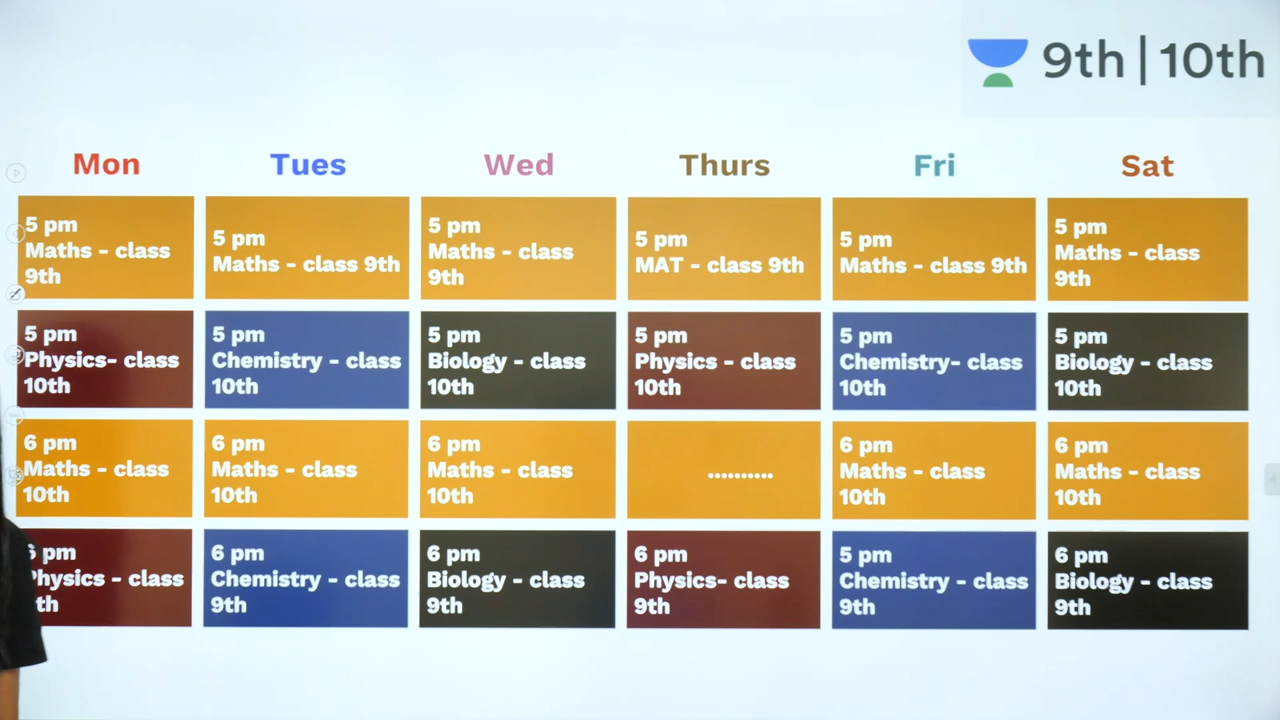 9th | 10th
Mon
Tues
Wed
Thurs
Fri
Sat
5 pm
Maths - class
9th
5 pm
Maths - class 9th
5 pm
Maths - class
9th
5 pm
MAT - class 9th
5 pm
Maths - class 9th
5 pm
Maths - class
9th
5 pm
Physics- class
10th
5 pm
Chemistry - class
10th
5 pm
Biology - class
10th
5 pm
Physics - class
10th
5 pm
Chemistry- class
10th
5 pm
Biology - class
10th
6 pm
Maths - class
10th
6 pm
Maths - class
10th
6 pm
Maths - class
10th
..........
6 pm
Maths - class
10th
6 pm
Maths - class
10th
6 pm
Physics - class
th
6 pm
Chemistry - class
9th
6 pm
Biology - class
9th
6 pm
Physics- class
9th
5 pm
Chemistry - class
9th
6 pm
Biology - class
9th